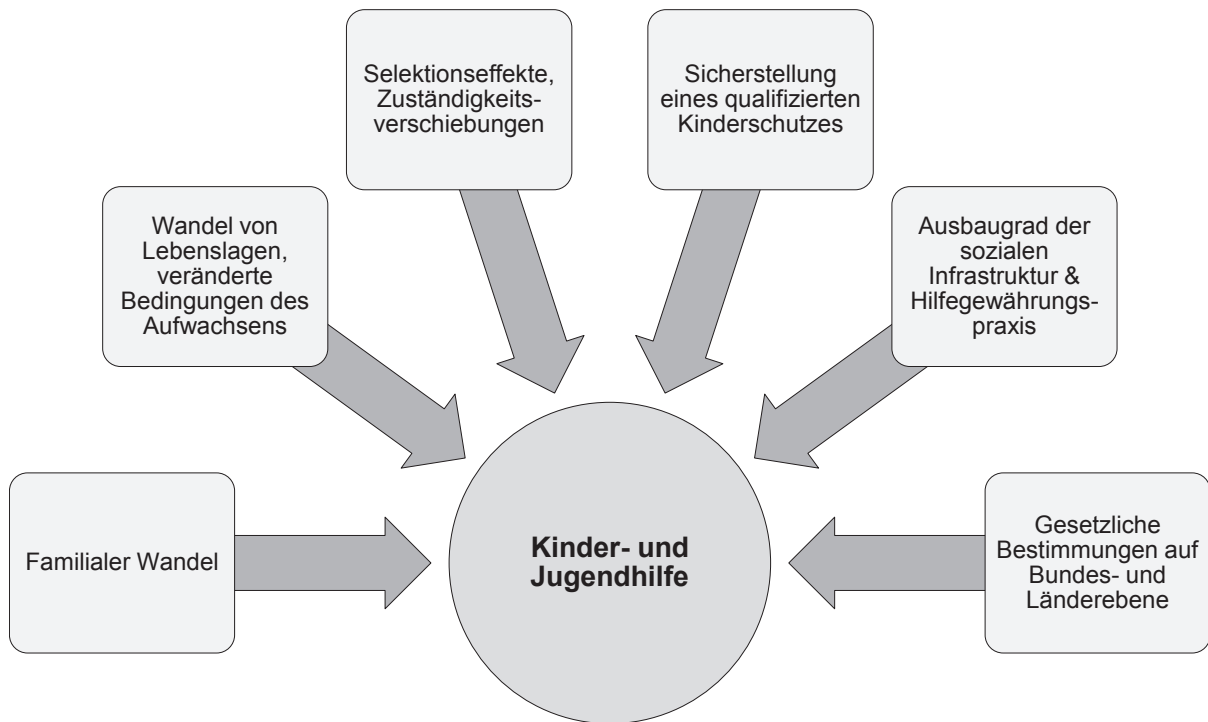 Selektionseffekte,
Zuständigkeits-
verschiebungen
Sicherstellung
eines qualifizierten
Kinderschutzes
Wandel von
Lebenslagen,
veränderte
Bedingungen des
Aufwachsens
Ausbaugrad der
sozialen
Infrastruktur &
Hilfegewährungs-
praxis
Familialer Wandel
Kinder- und
Jugendhilfe
Gesetzliche
Bestimmungen auf
Bundes- und
Länderebene